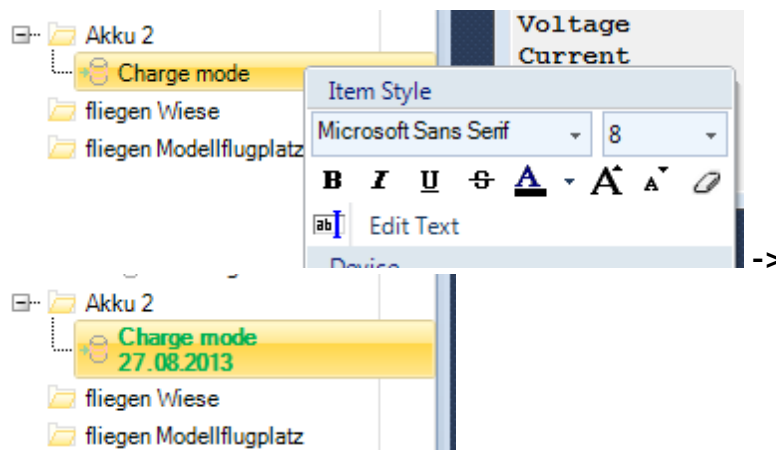 Akku 2
Charge mode
fliegen Wiese
fliegen Modellflugplatz
Voltage
Current
Item Style
Microsoft Sans Serif 8
B I U S A A A
ab Edit Text
Device
->
Akku 2
Charge mode
27.08.2013
fliegen Wiese
fliegen Modellflugplatz